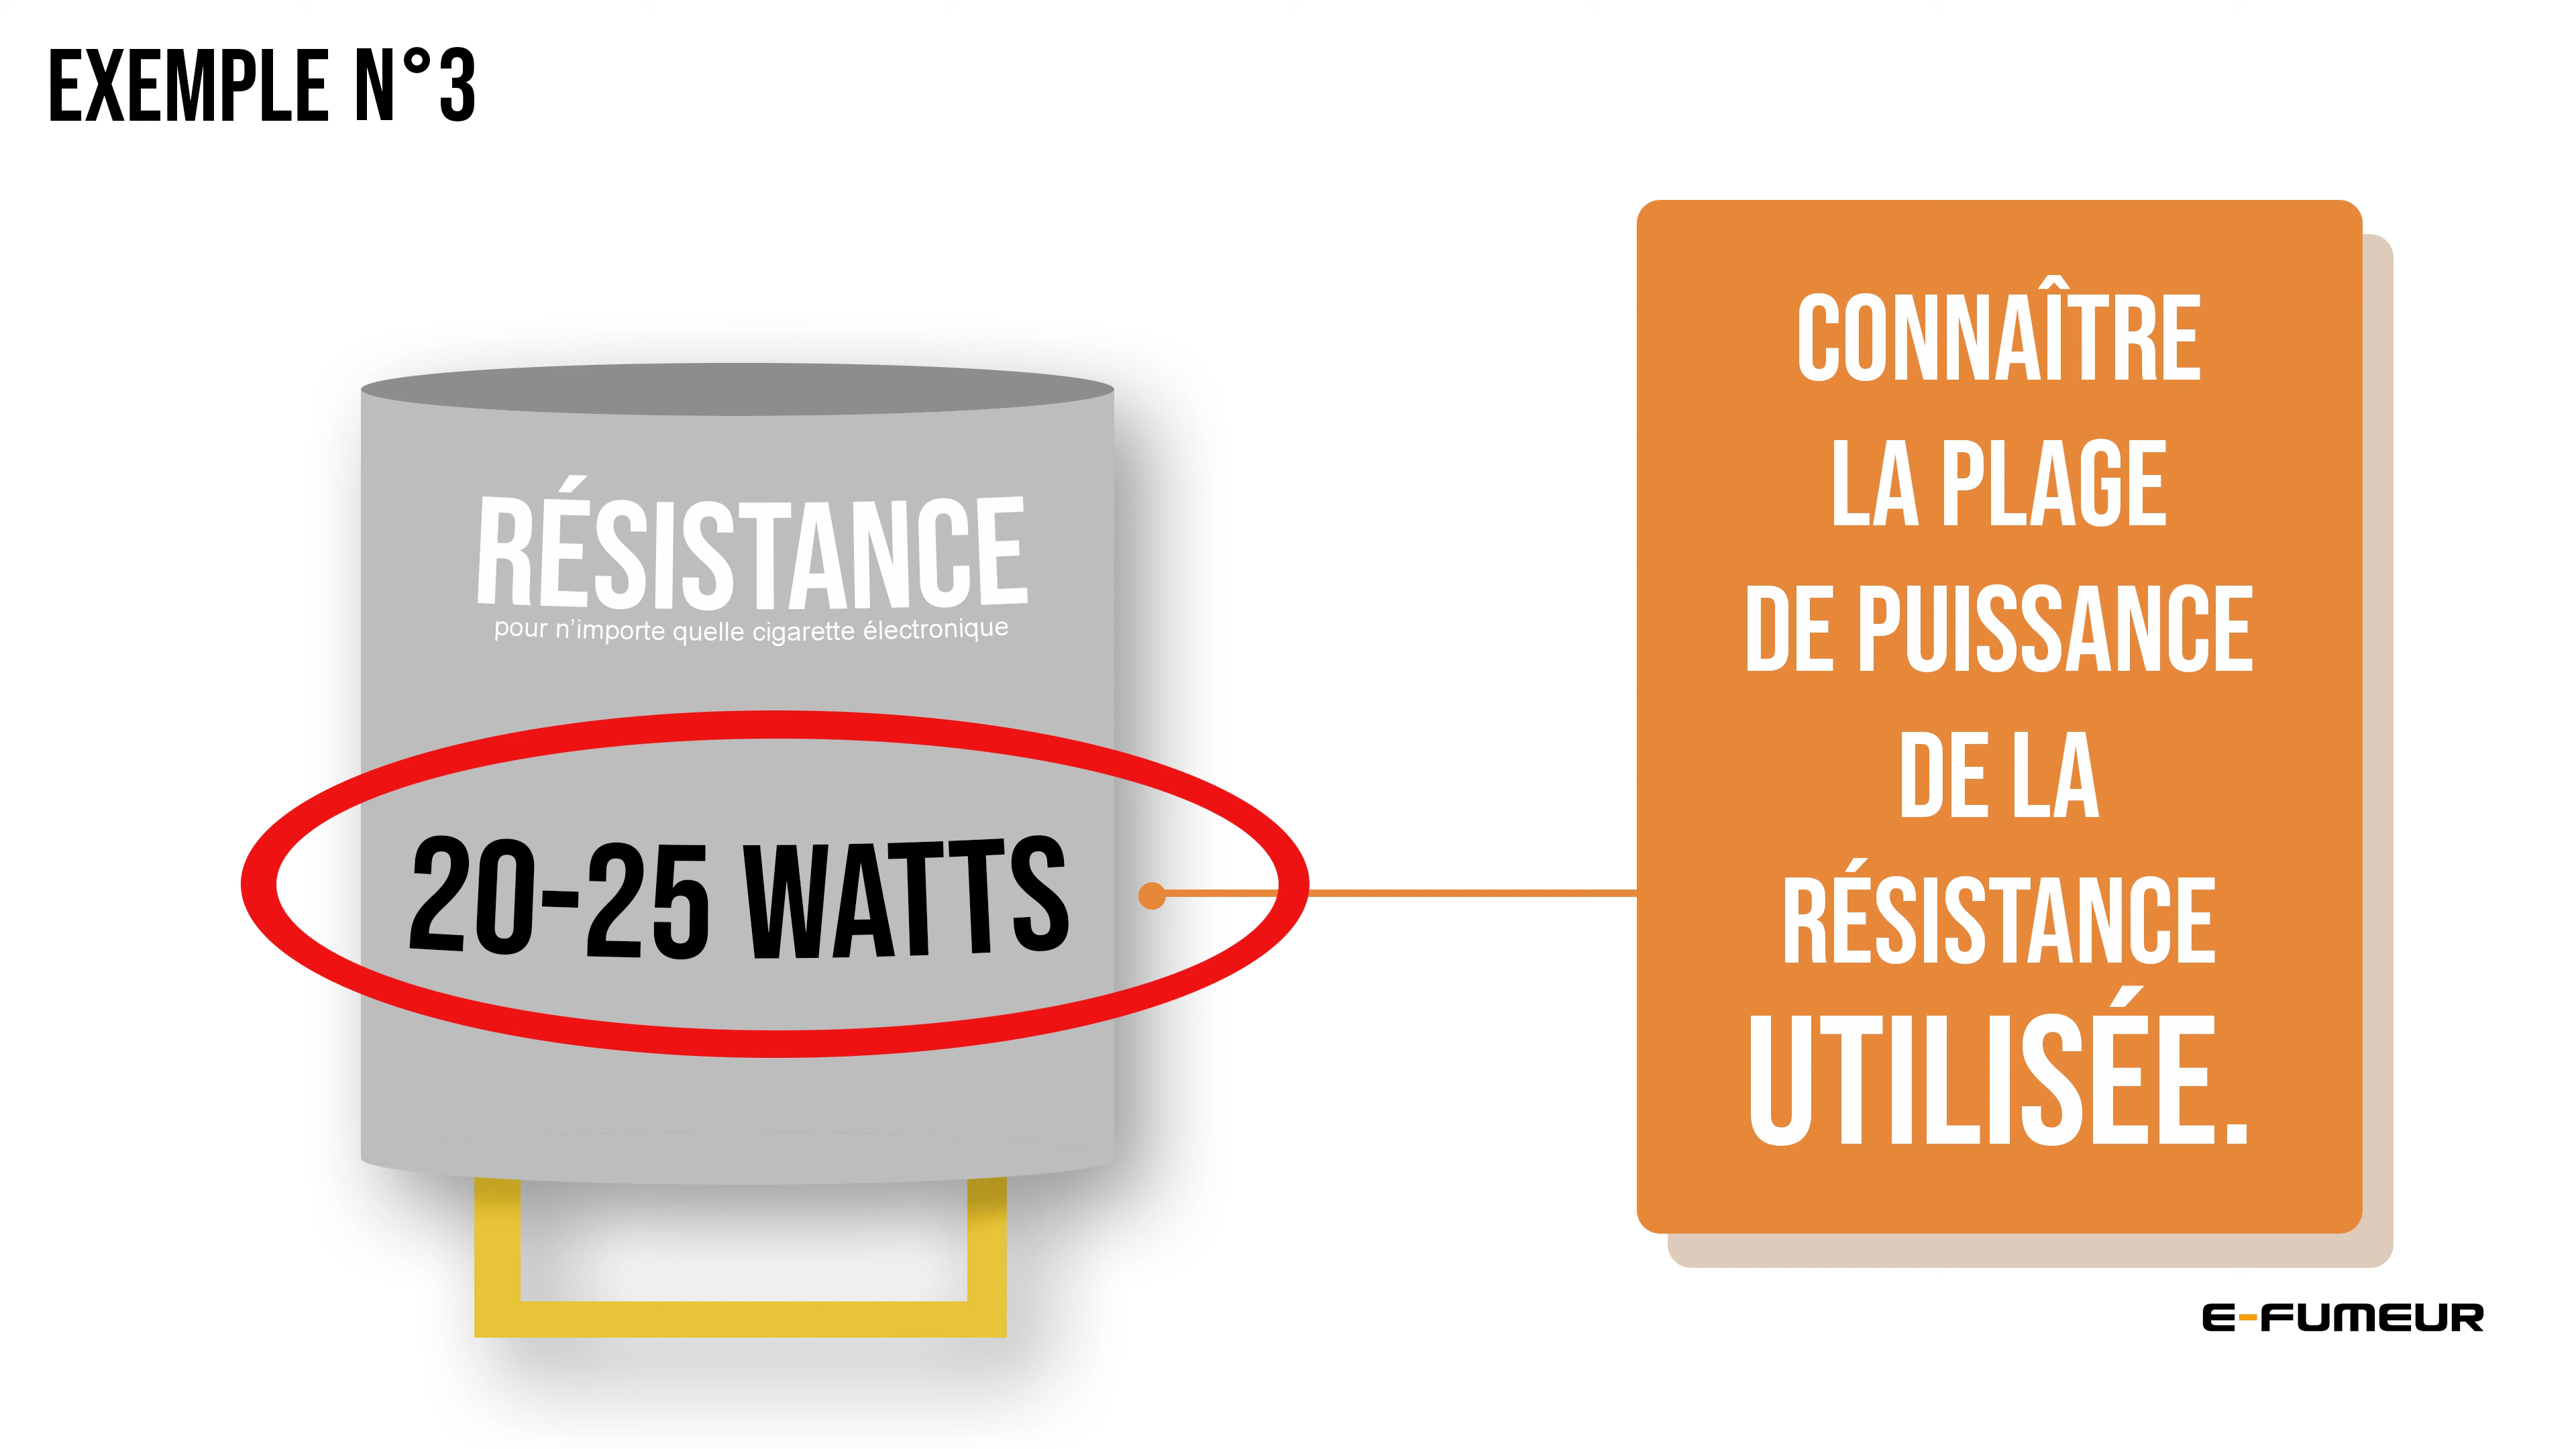 EXEMPLE N°3
RÉSISTANCE
pour n'importe quelle cigarette électronique
20-25 WATTS
CONNAÎTRE
LA PLAGE
DE PUISSANCE
DE LA
RÉSISTANCE
UTILISÉE.
E-FUMEUR